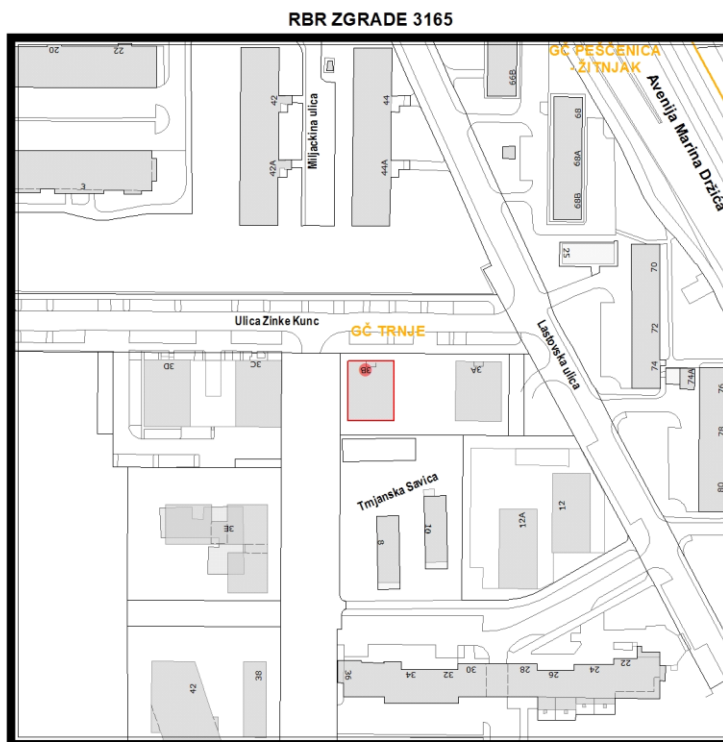 RBR ZGRADE 3165
20
22
66B
GČ PEŠČENICA
- ŽITNJAK
Avenija Marina Držića
42
Miljackina ulica
44
68
68A
68B
42A
44A
3
25
70
72
74
74A
76
78
80
Ulica Zinke Kunc
GČ TRNJE
Lastovska ulica
3D
3C
3B
3A
Trnjanska Savica
8
10
12A
12
3E
42
38
36
34
32
30
28
26
24
22